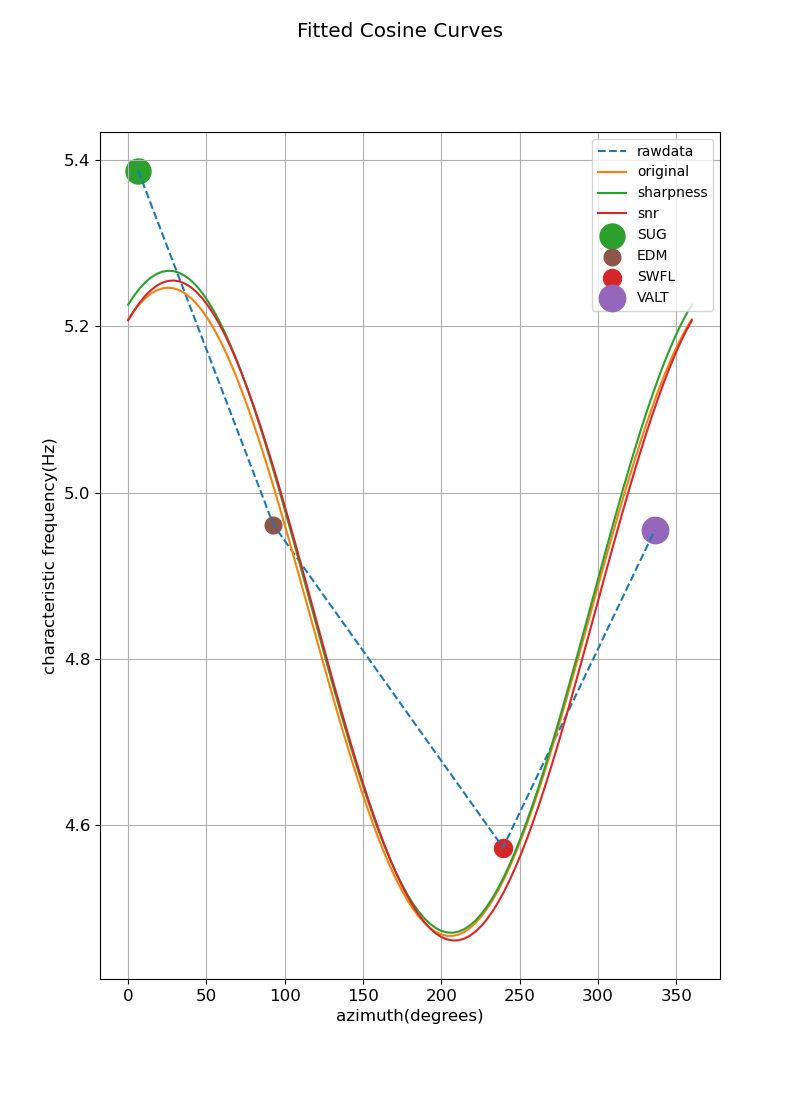 Fitted Cosine Curves
rawdata
original
sharpness
snr
SUG
EDM
SWFL
VALT
5.4
5.2
5.0
4.8
4.6
characteristic frequency(Hz)
0 50 100 150 200 250 300 350
azimuth(degrees)